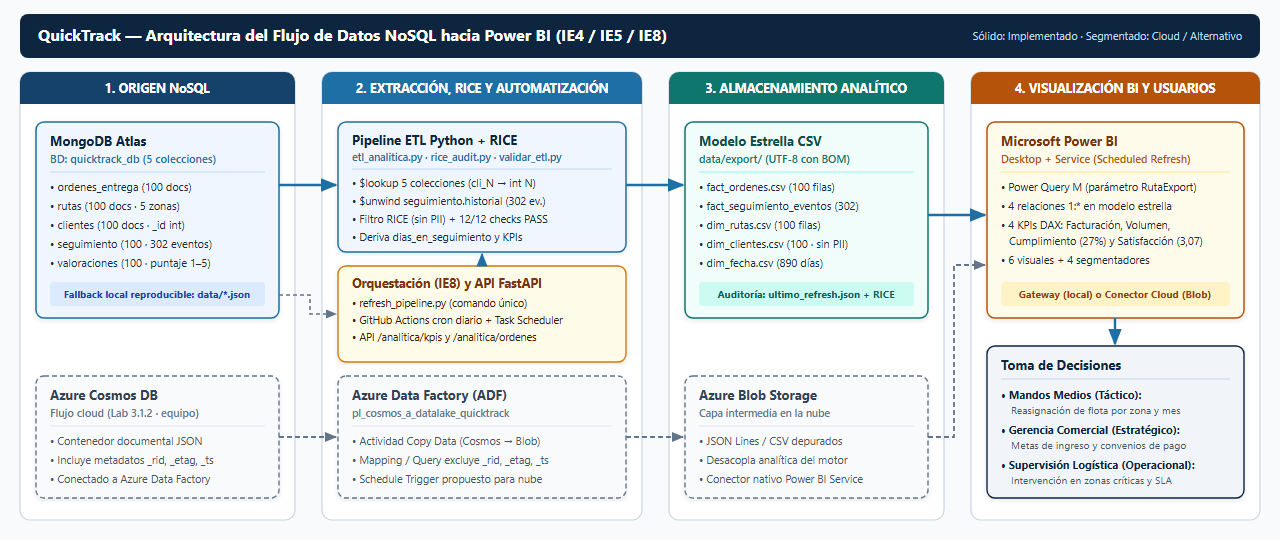 QuickTrack — Arquitectura del Flujo de Datos NoSQL hacia Power BI (IE4 / IE5 / IE8)
Sólido: Implementado · Segmentado: Cloud / Alternativo
1. ORIGEN NoSQL
MongoDB Atlas
BD: quicktrack_db (5 colecciones)
• ordenes_entrega (100 docs)
• rutas (100 docs · 5 zonas)
• clientes (100 docs · _id int)
• seguimiento (100 · 302 eventos)
• valoraciones (100 · puntaje 1–5)
Fallback local reproducible: data/*.json
Azure Cosmos DB
Flujo cloud (Lab 3.1.2 · equipo)
• Contenedor documental JSON
• Incluye metadatos _rid, _etag, _ts
• Conectado a Azure Data Factory
2. EXTRACCIÓN, RICE Y AUTOMATIZACIÓN
Pipeline ETL Python + RICE
etl_analitica.py · rice_audit.py · validar_etl.py
• $lookup 5 colecciones (cli_N → int N)
• $unwind seguimiento.historial (302 ev.)
• Filtro RICE (sin PII) + 12/12 checks PASS
• Deriva dias_en_seguimiento y KPIs
Orquestación (IE8) y API FastAPI
• refresh_pipeline.py (comando único)
• GitHub Actions cron diario + Task Scheduler
• API /analitica/kpis y /analitica/ordenes
Azure Data Factory (ADF)
pl_cosmos_a_datalake_quicktrack
• Actividad Copy Data (Cosmos → Blob)
• Mapping / Query excluye _rid, _etag, _ts
• Schedule Trigger propuesto para nube
3. ALMACENAMIENTO ANALÍTICO
Modelo Estrella CSV
data/export/ (UTF-8 con BOM)
• fact_ordenes.csv (100 filas)
• fact_seguimiento_eventos (302)
• dim_rutas.csv (100 filas)
• dim_clientes.csv (100 · sin PII)
• dim_fecha.csv (890 días)
Auditoría: ultimo_refresh.json + RICE
Azure Blob Storage
Capa intermedia en la nube
• JSON Lines / CSV depurados
• Desacopla analítica del motor
• Conector nativo Power BI Service
4. VISUALIZACIÓN BI Y USUARIOS
Microsoft Power BI
Desktop + Service (Scheduled Refresh)
• Power Query M (parámetro RutaExport)
• 4 relaciones 1:* en modelo estrella
• 4 KPIs DAX: Facturación, Volumen,
Cumplimiento (27%) y Satisfacción (3,07)
• 6 visuales + 4 segmentadores
Gateway (local) o Conector Cloud (Blob)
Toma de Decisiones
• Mandos Medios (Táctico):
Reasignación de flota por zona y mes
• Gerencia Comercial (Estratégico):
Metas de ingreso y convenios de pago
• Supervisión Logística (Operacional):
Intervención en zonas críticas y SLA